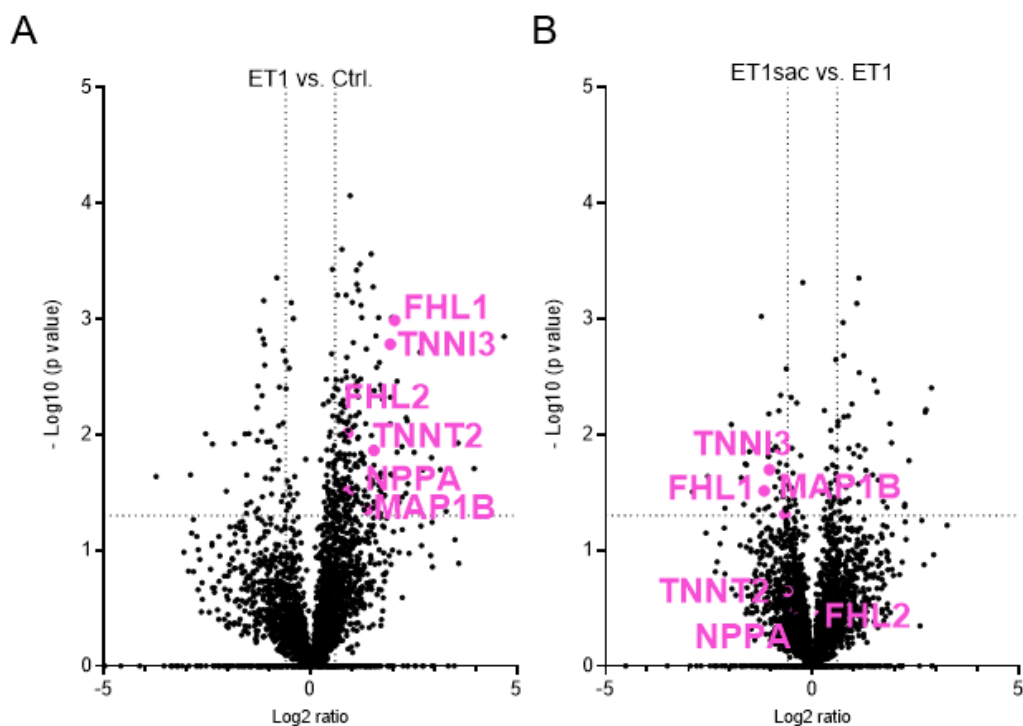 A
ET1 vs. Ctrl.
5
4
3
2
1
0
- Log10 (p value)
FHL1
TNNI3
FHL2
TNNT2
NPPA
MAP1B
-5
0
5
Log2 ratio
B
ET1sac vs. ET1
5
4
3
2
1
0
- Log10 (p value)
TNNI3
FHL1
MAP1B
TNNT2
FHL2
NPPA
-5
0
5
Log2 ratio